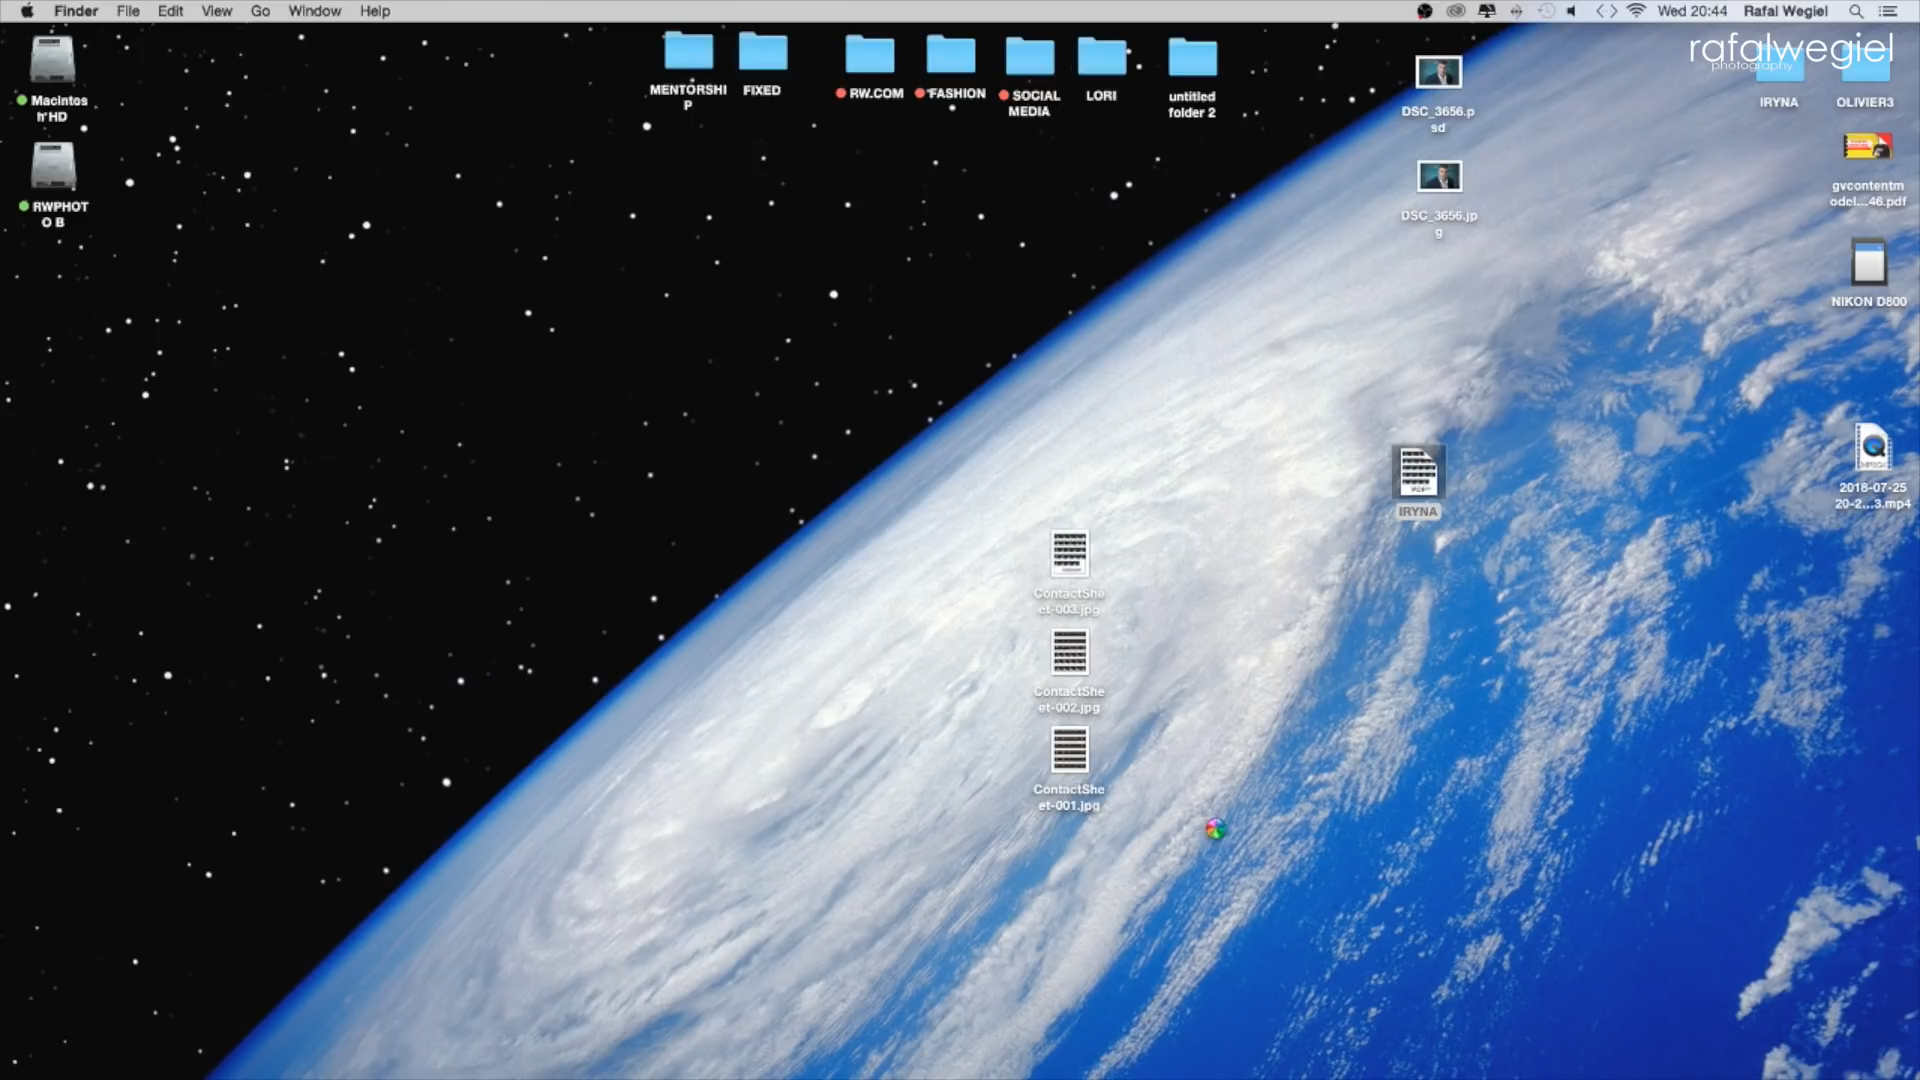 Finder File Edit View Go Window Help
Wed 20:44 Rafal Wegiel
rafalwegiel
photography
Macintos
h HD
RWPHOT
O B
MENTORSHI
P
FIXED
RW.COM
*FASHION
SOCIAL
MEDIA
LORI
untitled
folder 2
DSC_3656.p
sd
DSC_3656.jp
g
IRYNA
OLIVIER3
gvcontentm
odel....46.pdf
NIKON D800
2018-07-25
20-2...3.mp4
IRYNA
ContactShe
et-003.jpg
ContactShe
et-002.jpg
ContactShe
et-001.jpg